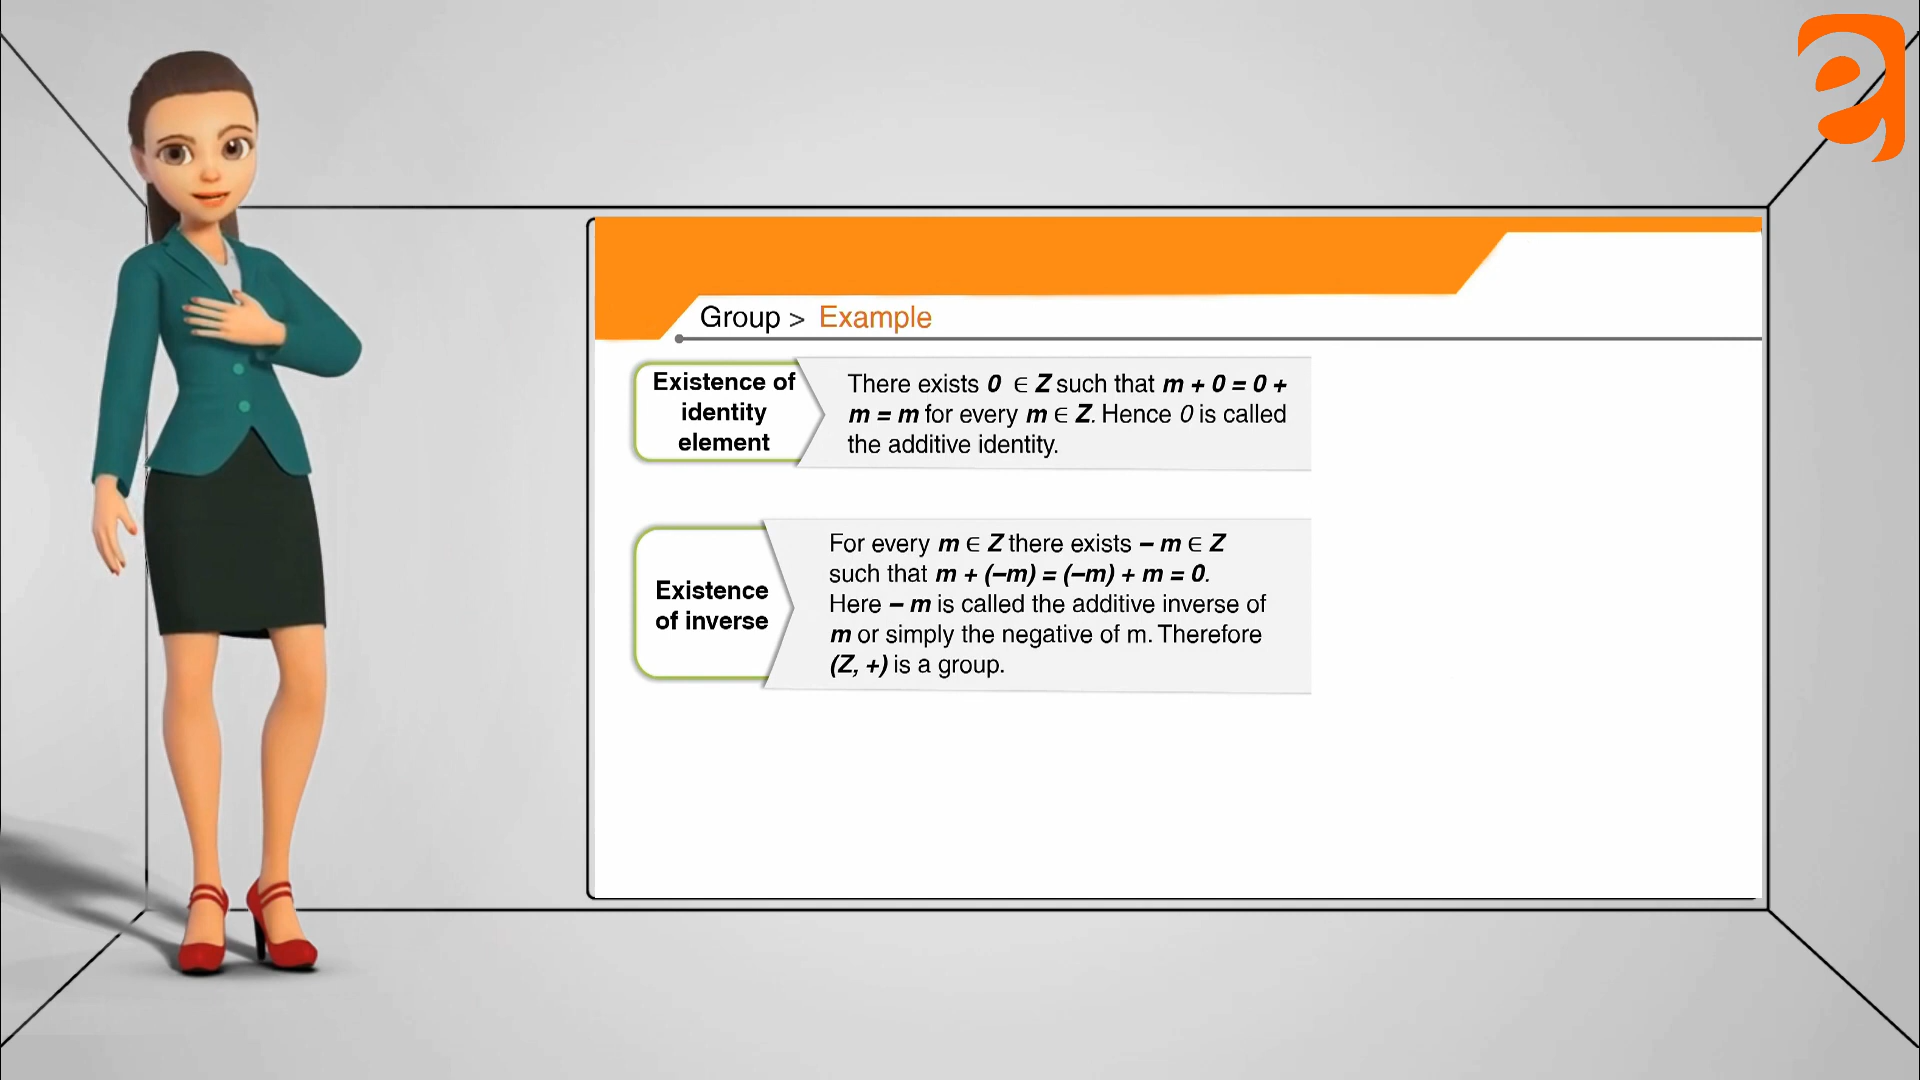 Group > Example
Existence of
identity
element
There exists 0 ∈ Z such that m + 0 = 0 +
m = m for every m ∈ Z. Hence 0 is called
the additive identity.
Existence
of inverse
For every m ∈ Z there exists – m ∈ Z
such that m + (–m) = (–m) + m = 0.
Here – m is called the additive inverse of
m or simply the negative of m. Therefore
(Z, +) is a group.